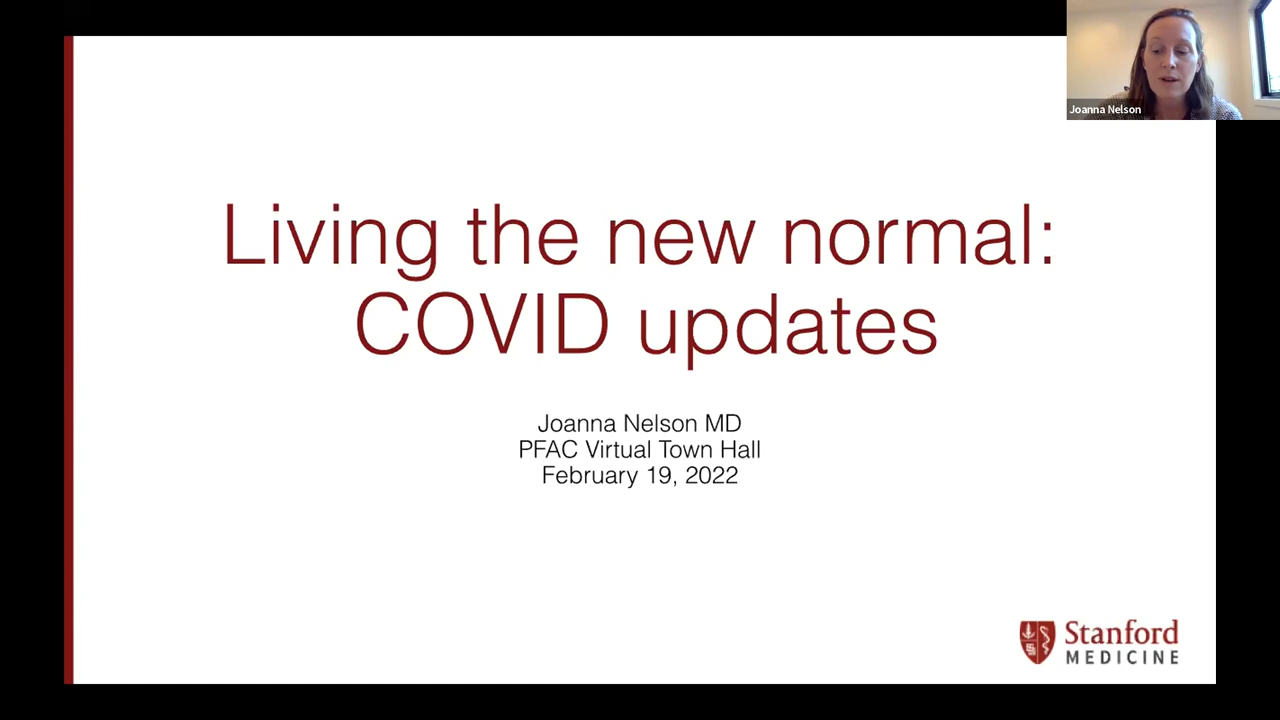 Joanna Nelson
Living the new normal:
COVID updates
Joanna Nelson MD
PFAC Virtual Town Hall
February 19, 2022
Stanford
MEDICINE